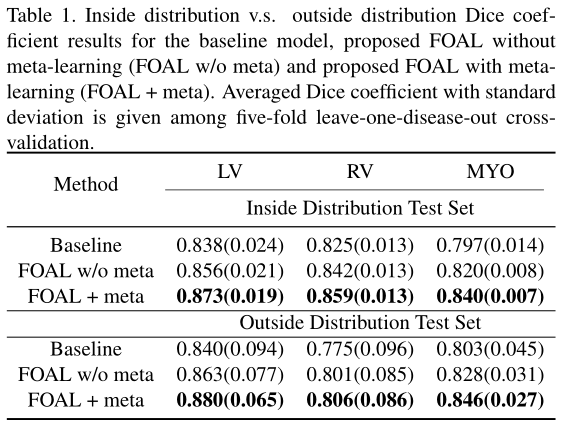 Table 1. Inside distribution v.s. outside distribution Dice coef-
ficient results for the baseline model, proposed FOAL without
meta-learning (FOAL w/o meta) and proposed FOAL with meta-
learning (FOAL + meta). Averaged Dice coefficient with standard
deviation is given among five-fold leave-one-disease-out cross-
validation.
Method LV RV MYO
Inside Distribution Test Set
Baseline 0.838(0.024) 0.825(0.013) 0.797(0.014)
FOAL w/o meta 0.856(0.021) 0.842(0.013) 0.820(0.008)
FOAL + meta 0.873(0.019) 0.859(0.013) 0.840(0.007)
Outside Distribution Test Set
Baseline 0.840(0.094) 0.775(0.096) 0.803(0.045)
FOAL w/o meta 0.863(0.077) 0.801(0.085) 0.828(0.031)
FOAL + meta 0.880(0.065) 0.806(0.086) 0.846(0.027)